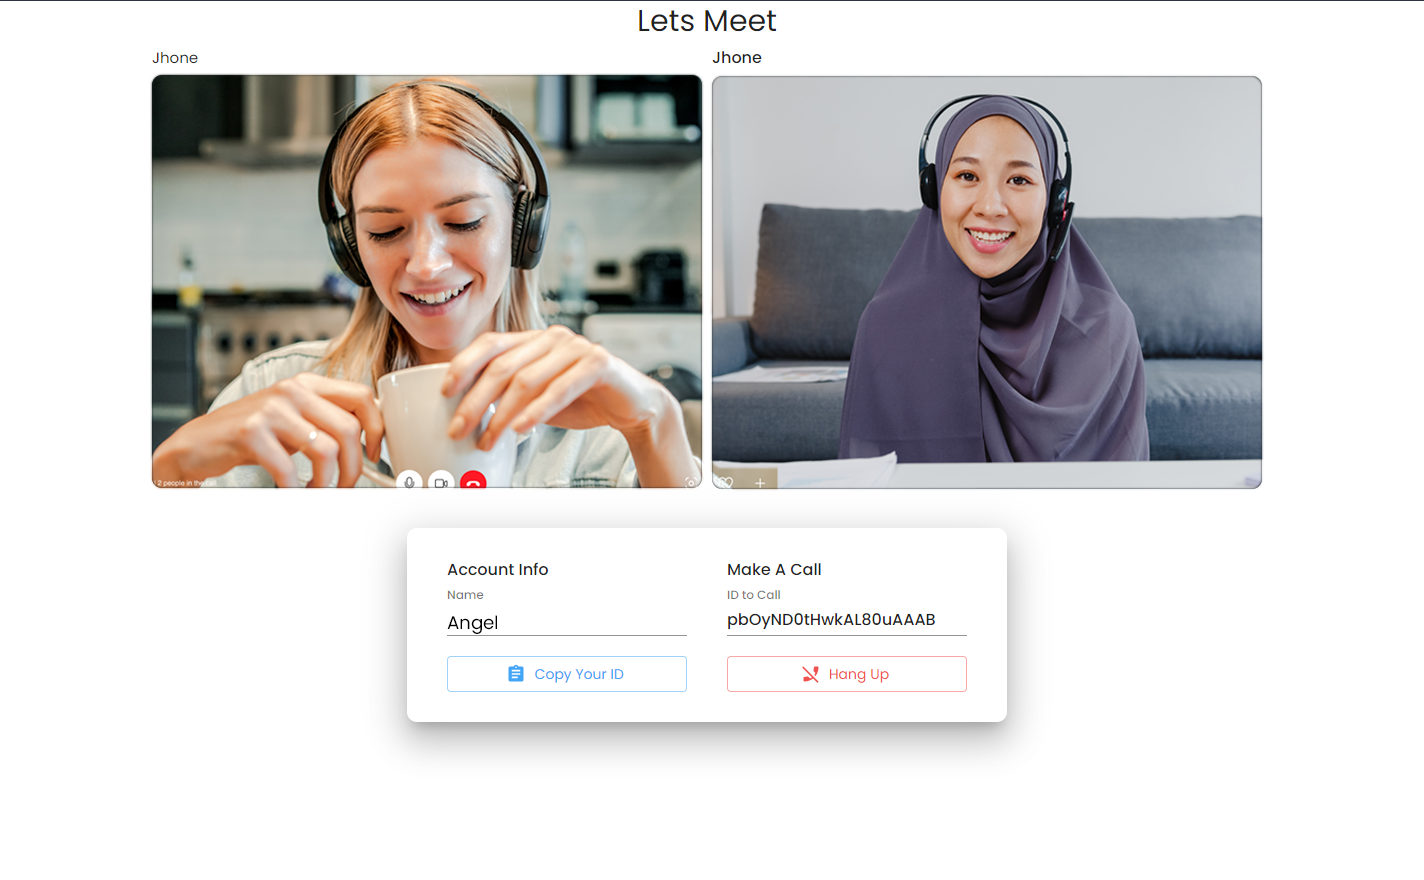 Lets Meet
Jhone
Jhone
2 people in the call
Account Info
Name
Angel
Copy Your ID
Make A Call
ID to Call
pbOyND0tHwkAL80uAAAB
Hang Up